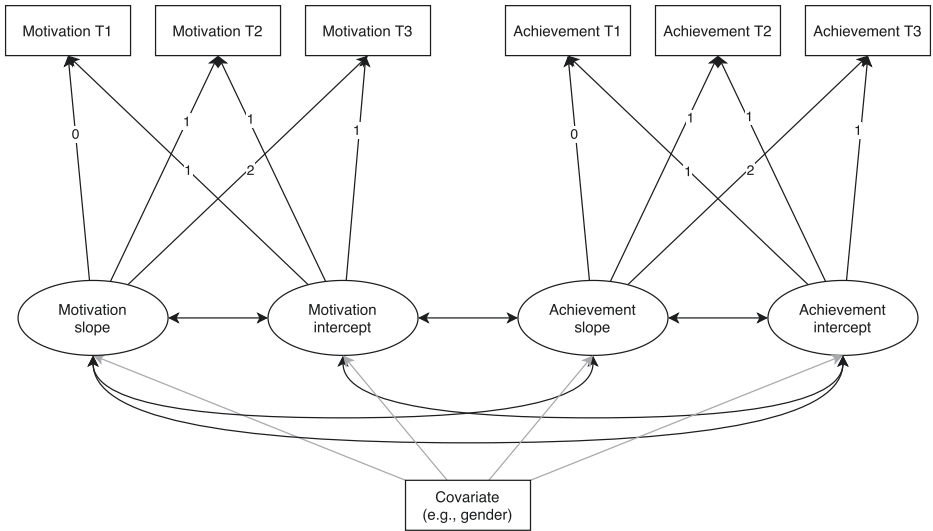 Motivation T1
Motivation T2
Motivation T3
Achievement T1
Achievement T2
Achievement T3
0
1
1
1
0
1
1
1
1
2
1
2
Motivation
slope
Motivation
intercept
Achievement
slope
Achievement
intercept
Covariate
(e.g., gender)